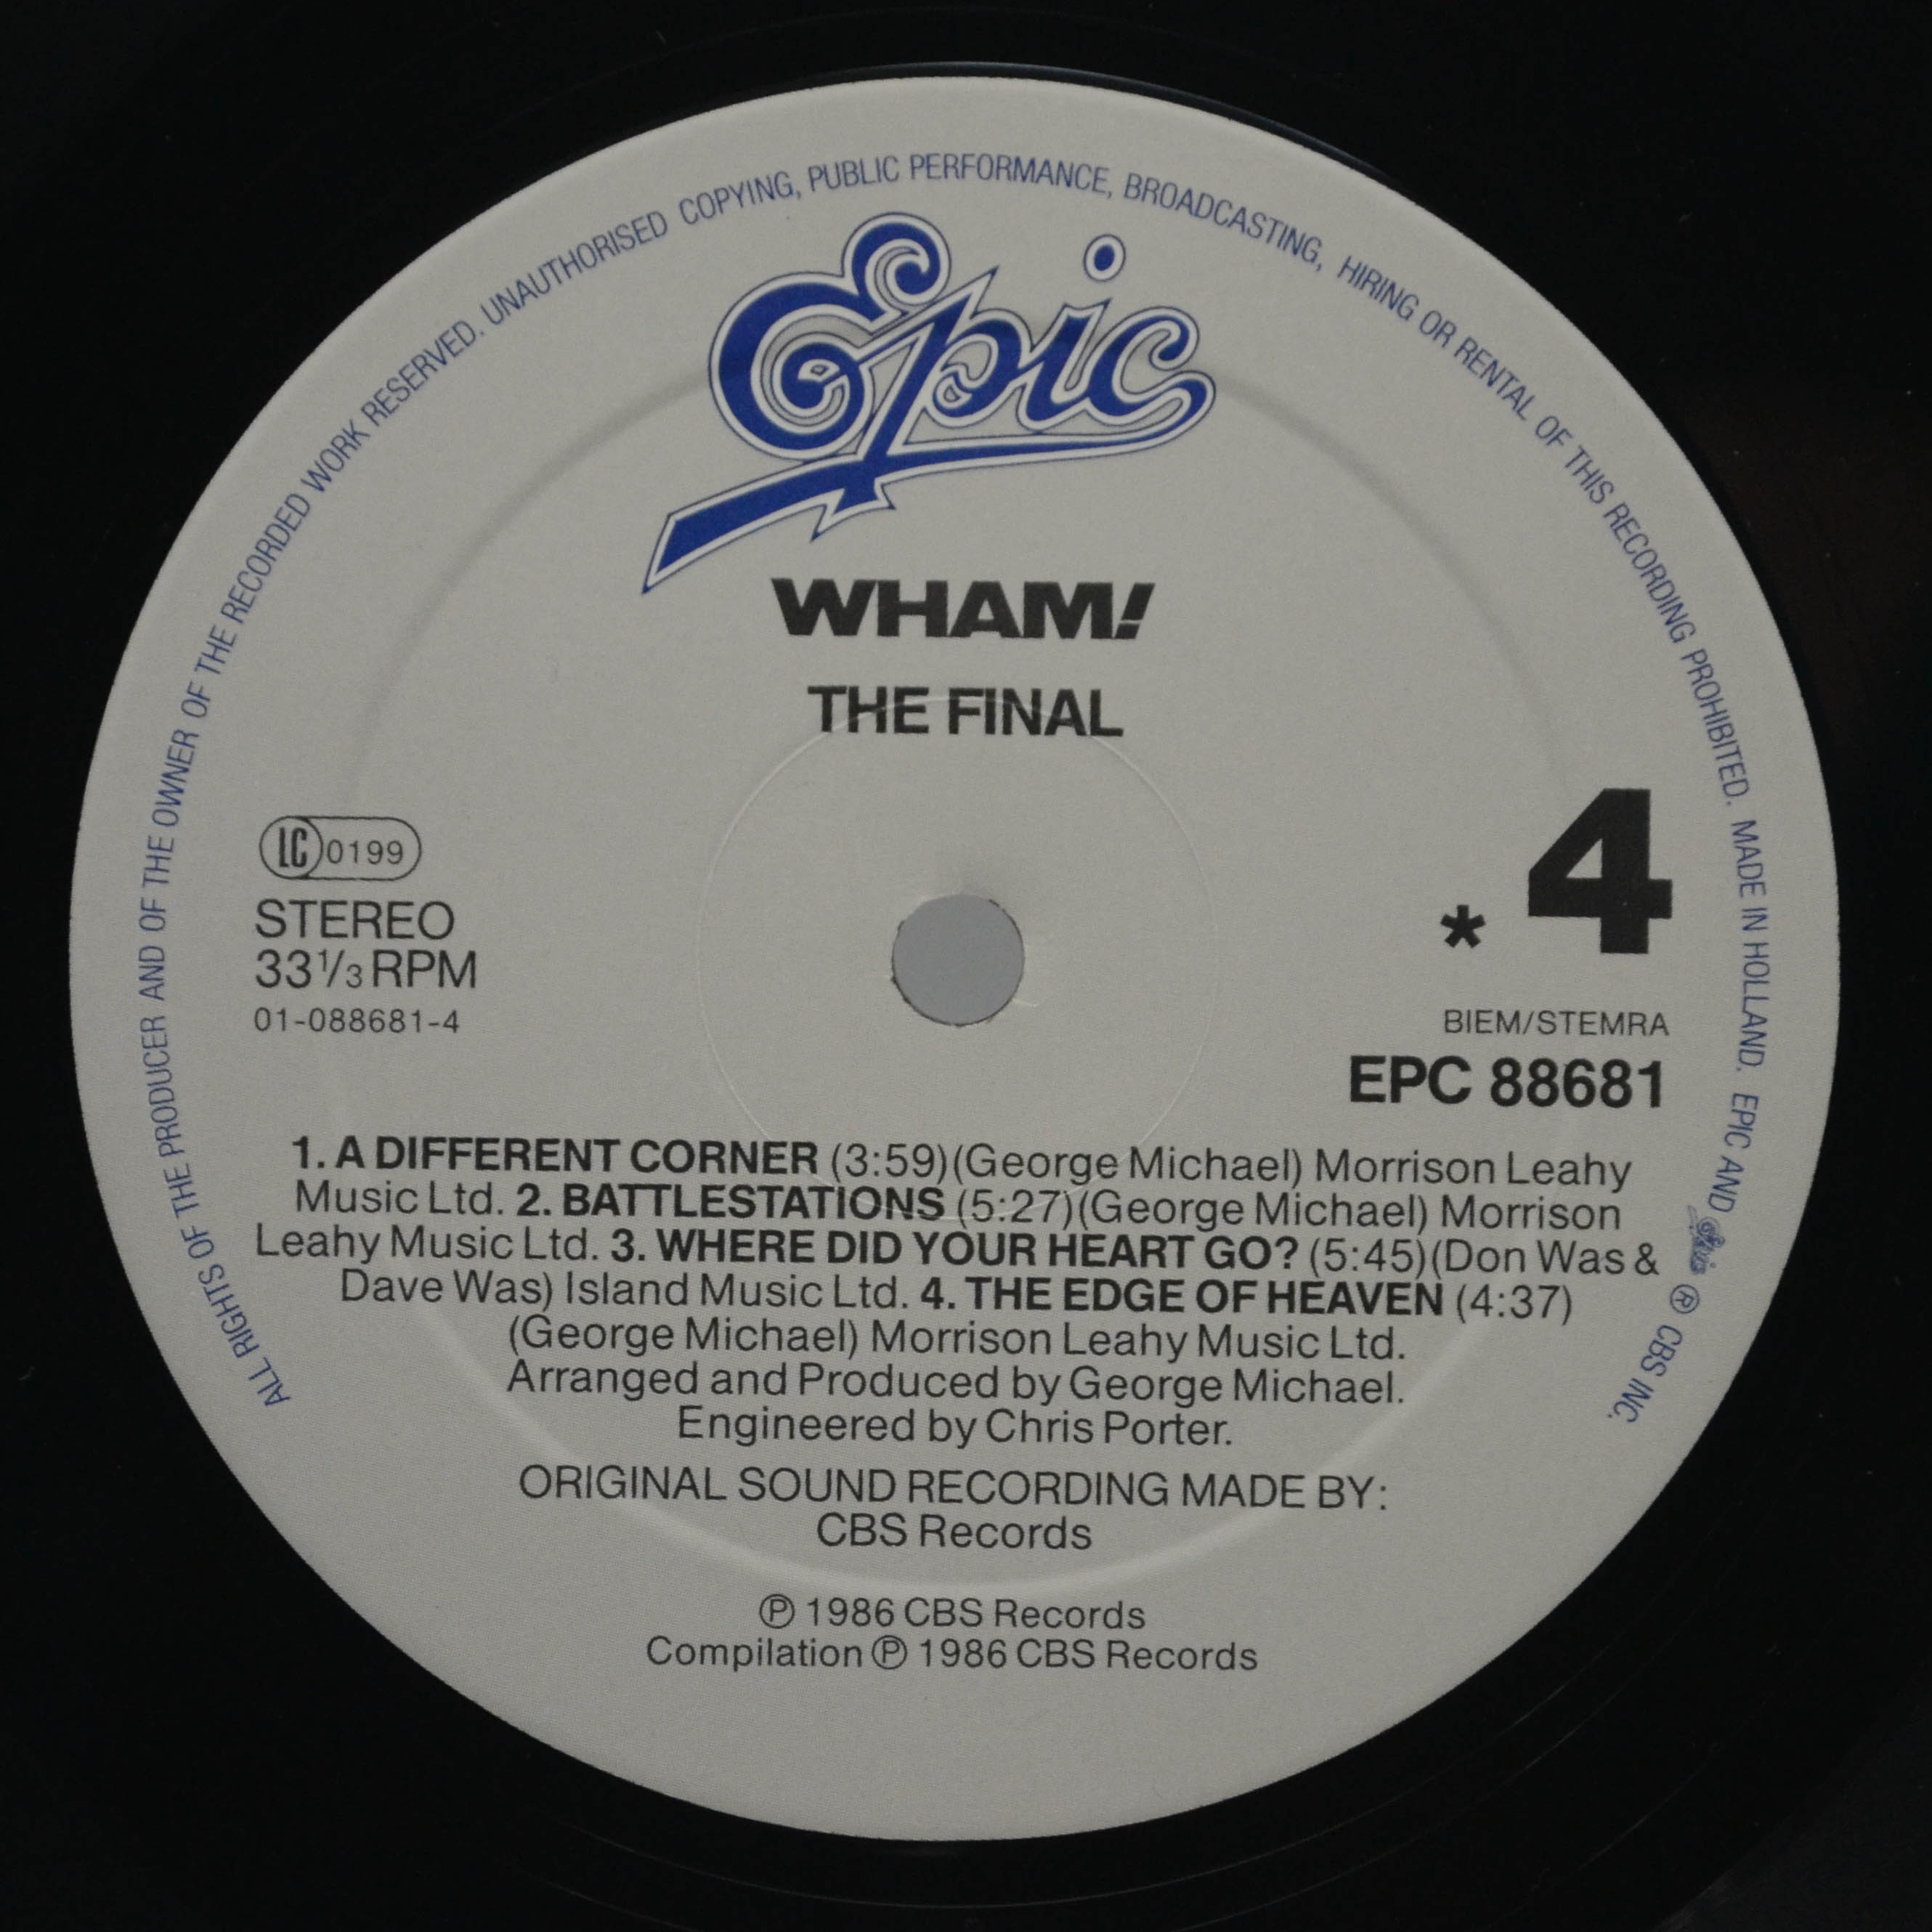 ALL RIGHTS OF THE PRODUCER AND OF THE OWNER OF THE RECORDED WORK RESERVED. UNAUTHORISED COPYING, PUBLIC PERFORMANCE, BROADCASTING, HIRING OR RENTAL OF THIS RECORDING PROHIBITED. MADE IN HOLLAND. EPIC AND Epic ® CBS INC.
Epic
WHAM!
THE FINAL
LC 0199
STEREO
33 1/3 RPM
01-088681-4
* 4
BIEM/STEMRA
EPC 88681
1. A DIFFERENT CORNER (3:59) (George Michael) Morrison Leahy
Music Ltd. 2. BATTLESTATIONS (5:27) (George Michael) Morrison
Leahy Music Ltd. 3. WHERE DID YOUR HEART GO? (5:45) (Don Was &
Dave Was) Island Music Ltd. 4. THE EDGE OF HEAVEN (4:37)
(George Michael) Morrison Leahy Music Ltd.
Arranged and Produced by George Michael.
Engineered by Chris Porter.
ORIGINAL SOUND RECORDING MADE BY:
CBS Records
℗ 1986 CBS Records
Compilation ℗ 1986 CBS Records